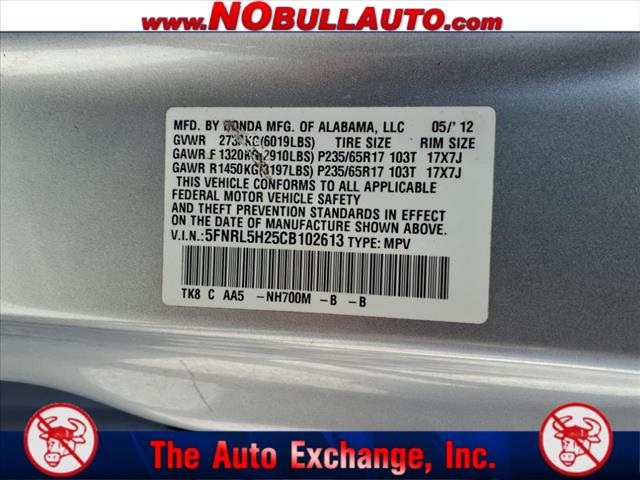 www.NOBULLAUTO.com
MFD. BY HONDA MFG. OF ALABAMA, LLC 05/'12
GVWR (6019LBS) TIRE SIZE RIM SIZE
GAWR F 1320KG(2910LBS) P235/65R17 103T 17X7J
GAWR R1450KG(3197LBS) P235/65R17 103T 17X7J
THIS VEHICLE CONFORMS TO ALL APPLICABLE
FEDERAL MOTOR VEHICLE SAFETY AND
THEFT PREVENTION STANDARDS IN EFFECT ON
THE DATE OF MANUFACTURE SHOWN ABOVE
V.I.N.: 5FNRL5H25CB102613 TYPE: MPV
TK8 C AA5 -NH700M -B -B
The Auto Exchange, Inc.